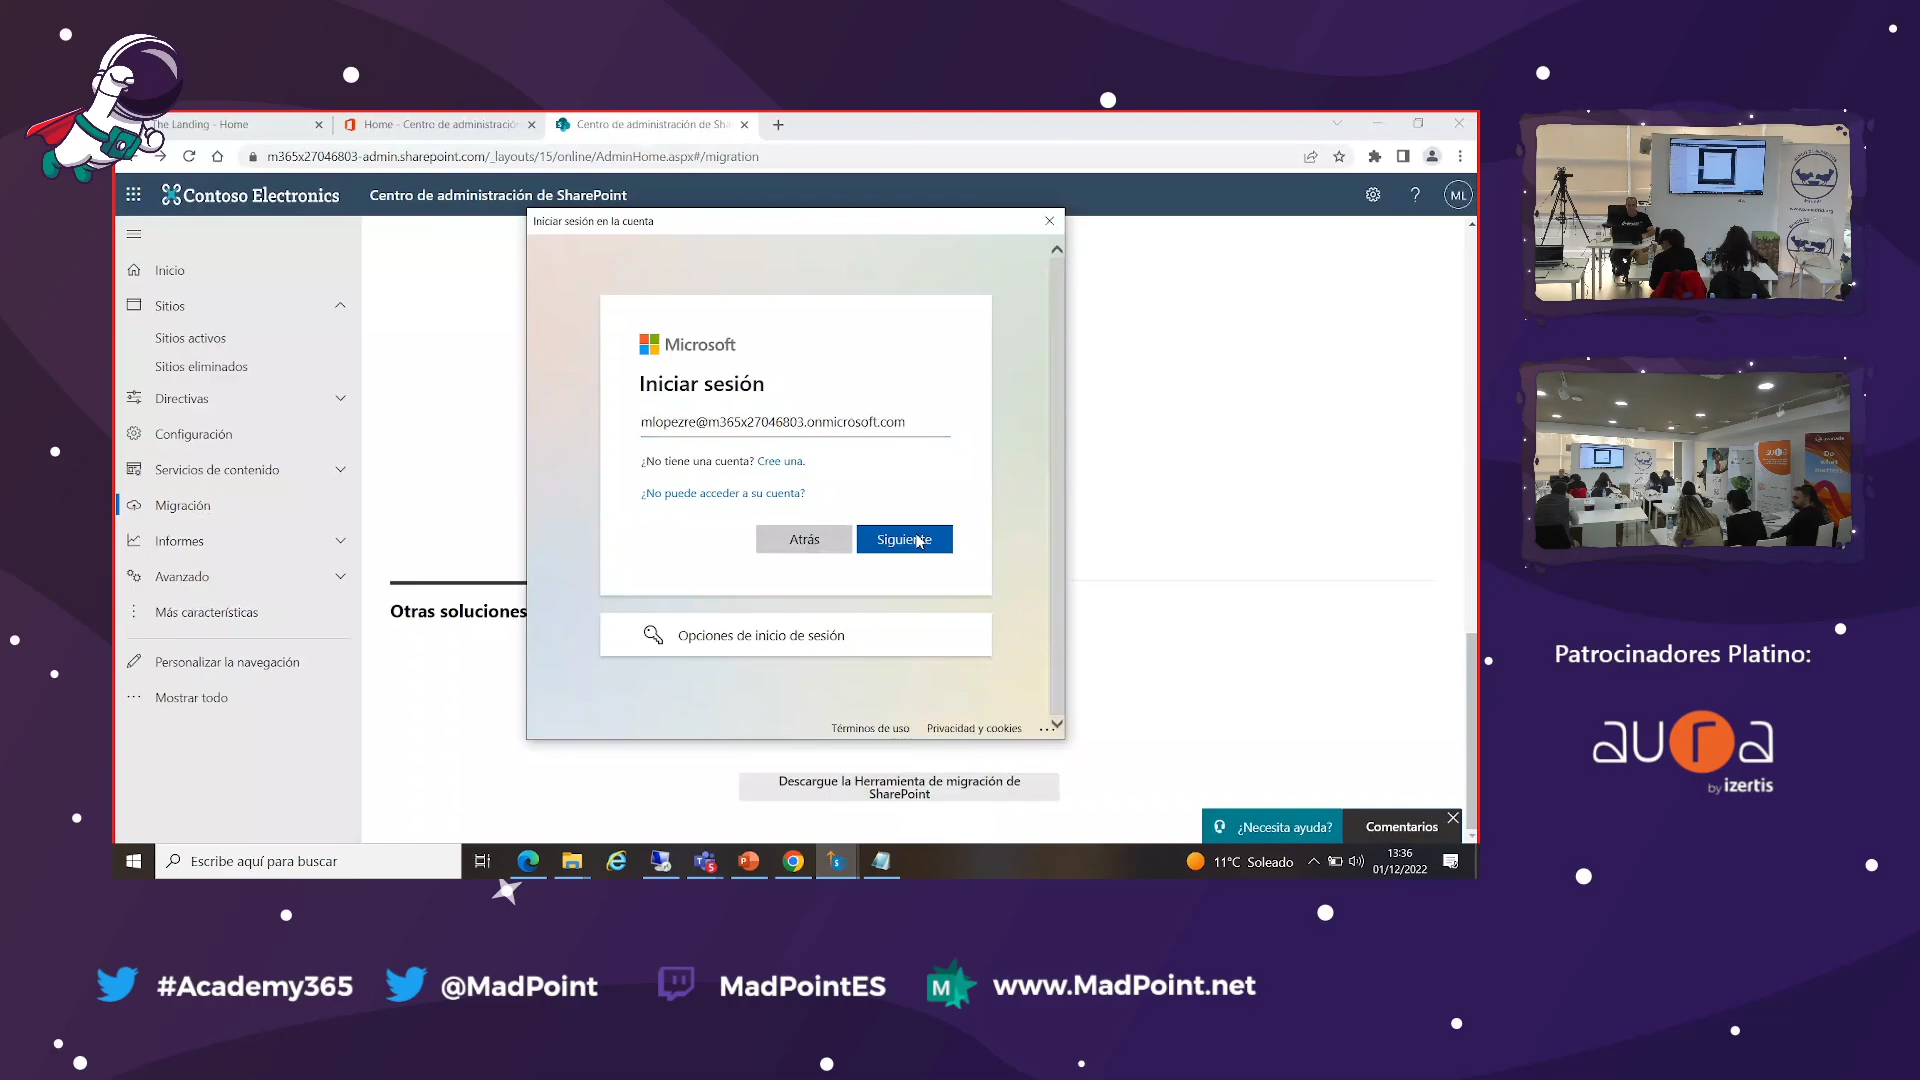 The Landing - Home
Home - Centro de administració
Centro de administración de Sha
m365x27046803-admin.sharepoint.com/_layouts/15/online/AdminHome.aspx#/migration
Contoso Electronics
Centro de administración de SharePoint
ML
Iniciar sesión en la cuenta
Inicio
Sitios
Sitios activos
Sitios eliminados
Directivas
Configuración
Servicios de contenido
Migración
Informes
Avanzado
Más características
Personalizar la navegación
Mostrar todo
Otras soluciones
Microsoft
Iniciar sesión
mlopezre@m365x27046803.onmicrosoft.com
¿No tiene una cuenta? Cree una.
¿No puede acceder a su cuenta?
Atrás
Siguiente
Opciones de inicio de sesión
Términos de uso
Privacidad y cookies
Descargue la Herramienta de migración de
SharePoint
¿Necesita ayuda?
Comentarios
Escribe aquí para buscar
11°C Soleado
13:36
01/12/2022
Patrocinadores Platino:
aura
by izertis
#Academy365
@MadPoint
MadPointES
M
www.MadPoint.net